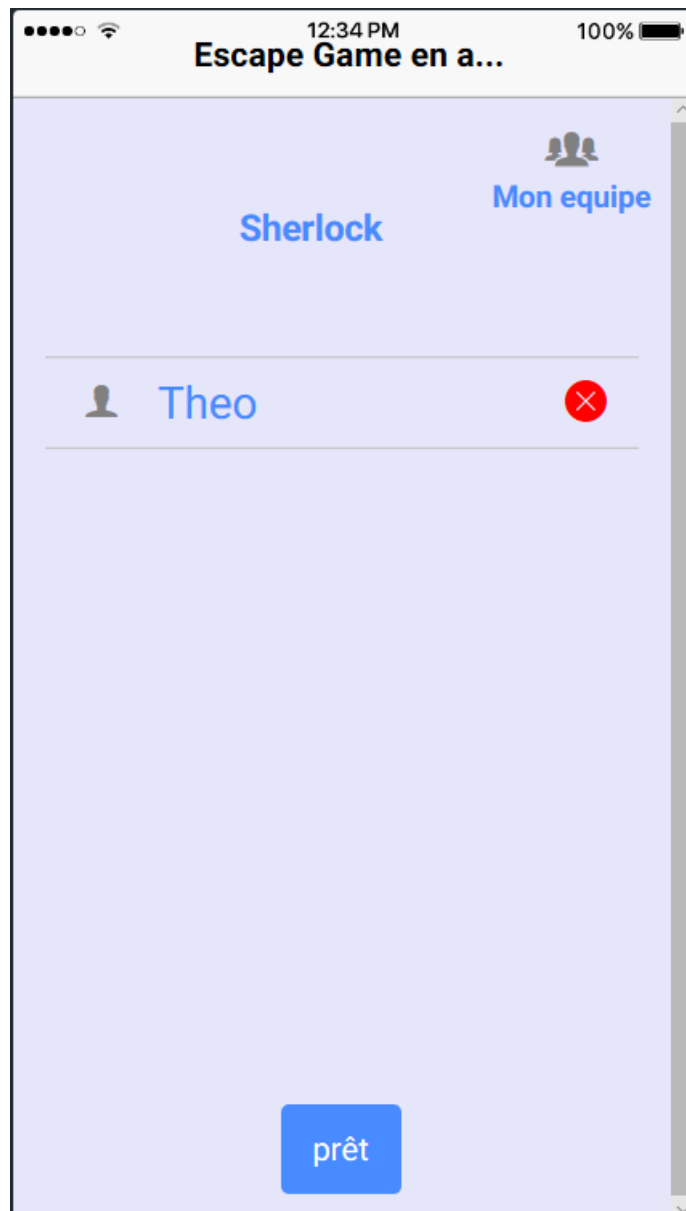 12:34 PM
100%
Escape Game en a...
Mon equipe
Sherlock
Theo
prêt